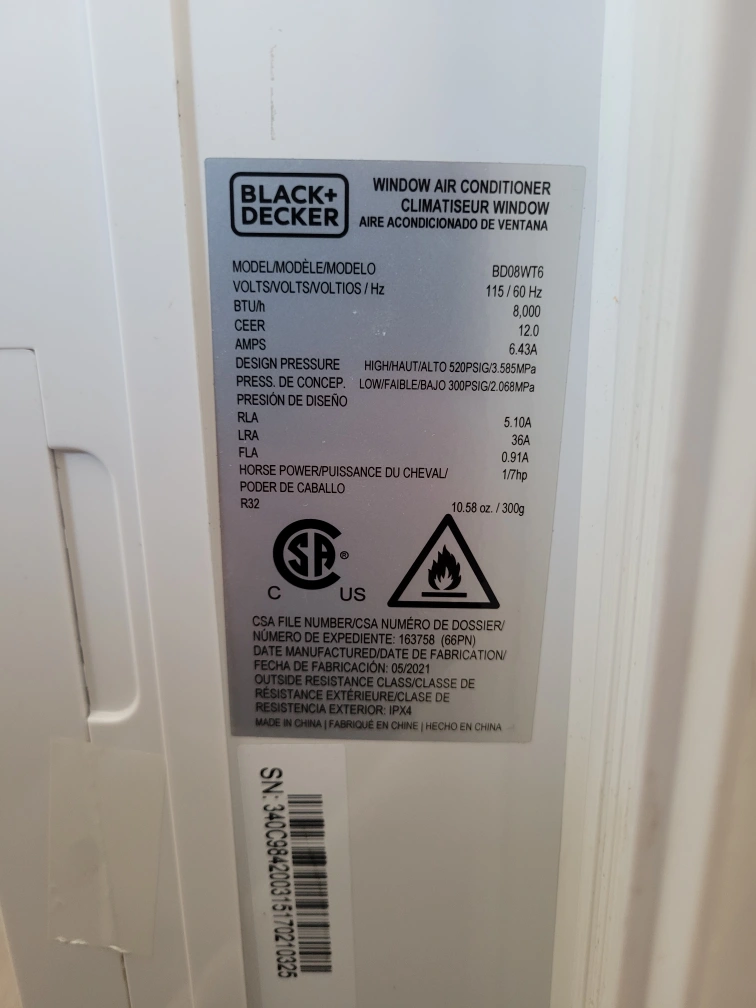 BLACK+
DECKER
WINDOW AIR CONDITIONER
CLIMATISEUR WINDOW
AIRE ACONDICIONADO DE VENTANA
MODEL/MODÈLE/MODELO BD08WT6
VOLTS/VOLTS/VOLTIOS / Hz 115 / 60 Hz
BTU/h 8,000
CEER 12.0
AMPS 6.43A
DESIGN PRESSURE HIGH/HAUT/ALTO 520PSIG/3.585MPa
PRESS. DE CONCEP. LOW/FAIBLE/BAJO 300PSIG/2.068MPa
PRESIÓN DE DISEÑO
RLA 5.10A
LRA 36A
FLA 0.91A
HORSE POWER/PUISSANCE DU CHEVAL/ 1/7hp
PODER DE CABALLO
R32 10.58 oz. / 300g
SA ®
C US
CSA FILE NUMBER/CSA NUMÉRO DE DOSSIER/
NÚMERO DE EXPEDIENTE: 163758 (66PN)
DATE MANUFACTURED/DATE DE FABRICATION/
FECHA DE FABRICACIÓN: 05/2021
OUTSIDE RESISTANCE CLASS/CLASSE DE
RÉSISTANCE EXTÉRIEURE/CLASE DE
RESISTENCIA EXTERIOR: IPX4
MADE IN CHINA | FABRIQUÉ EN CHINE | HECHO EN CHINA
SN: 340C984200315170210325